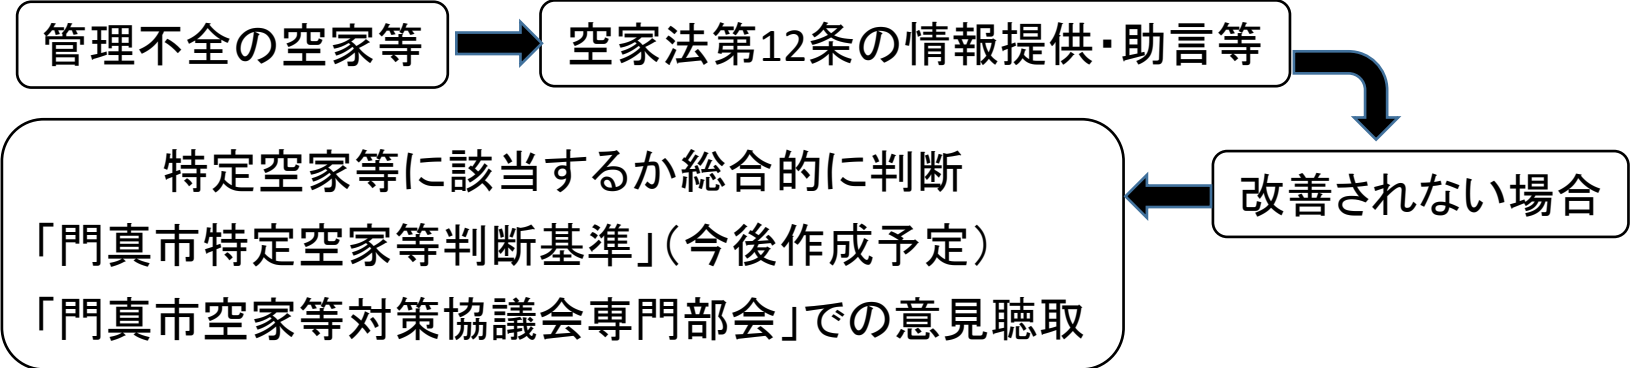 管理不全の空家等
空家法第12条の情報提供・助言等
改善されない場合
特定空家等に該当するか総合的に判断
「門真市特定空家等判断基準」（今後作成予定）
「門真市空家等対策協議会専門部会」での意見聴取